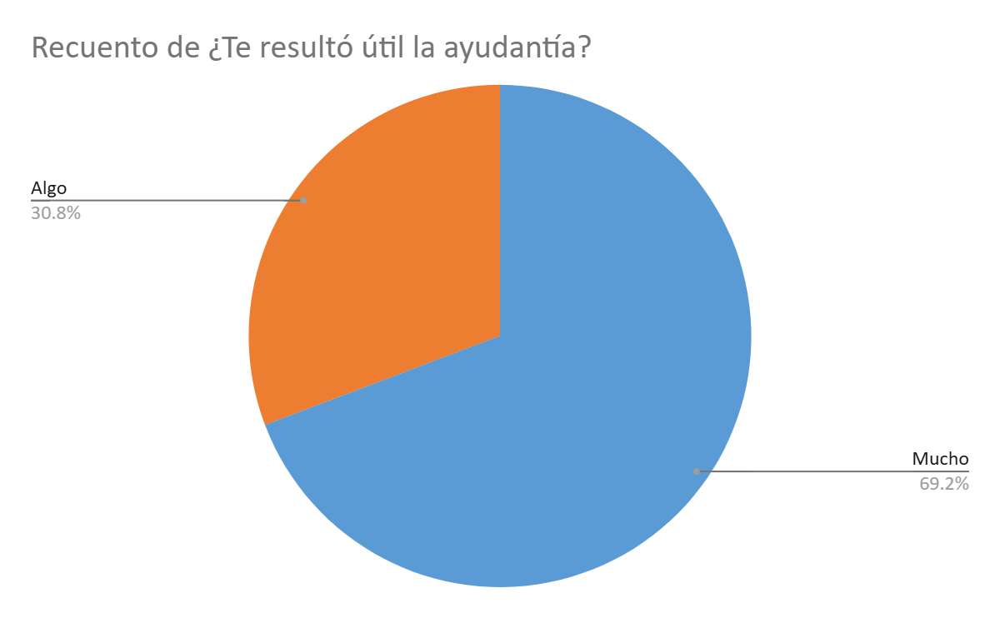 Recuento de ¿Te resultó útil la ayudantía?
Algo
30.8%
Mucho
69.2%